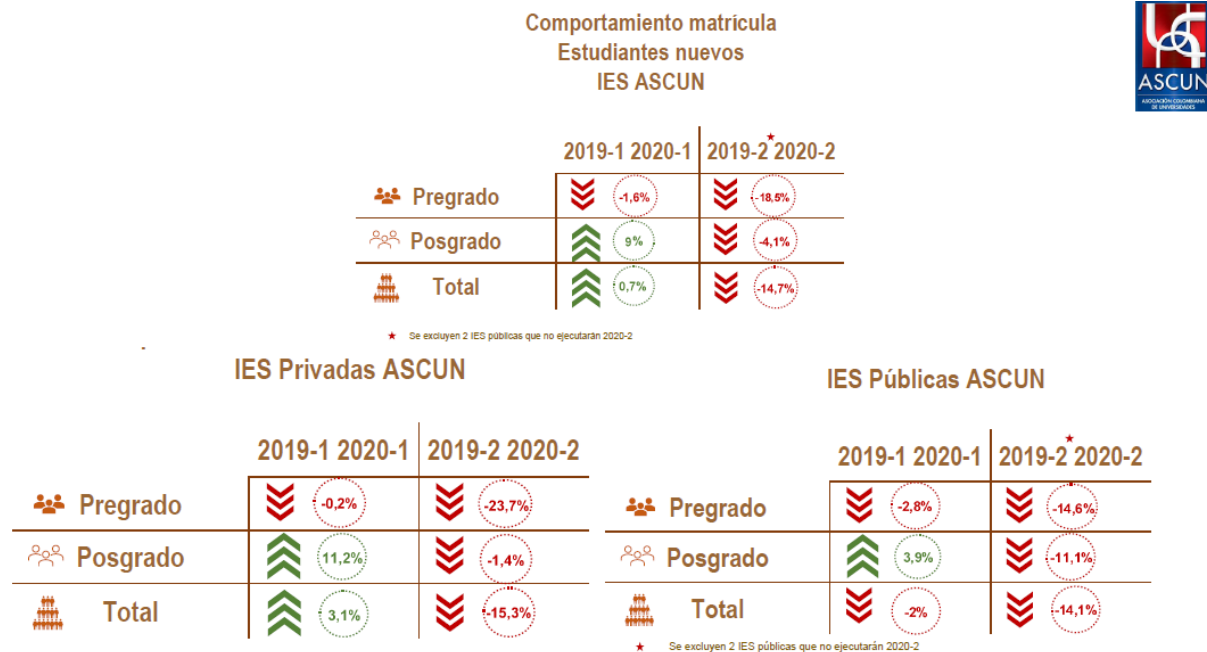 Comportamiento matrícula
Estudiantes nuevos
IES ASCUN
ASCUN
ASOCIACIÓN COLOMBIANA
DE UNIVERSIDADES
2019-1 2020-1 2019-2 2020-2
Pregrado -1,6% -18,5%
Posgrado 9% -4,1%
Total 0,7% -14,7%
Se excluyen 2 IES públicas que no ejecutarán 2020-2
IES Privadas ASCUN
2019-1 2020-1 2019-2 2020-2
Pregrado -0,2% -23,7%
Posgrado 11,2% -1,4%
Total 3,1% -15,3%
IES Públicas ASCUN
2019-1 2020-1 2019-2 2020-2
Pregrado -2,8% -14,6%
Posgrado 3,9% -11,1%
Total -2% -14,1%
Se excluyen 2 IES públicas que no ejecutarán 2020-2